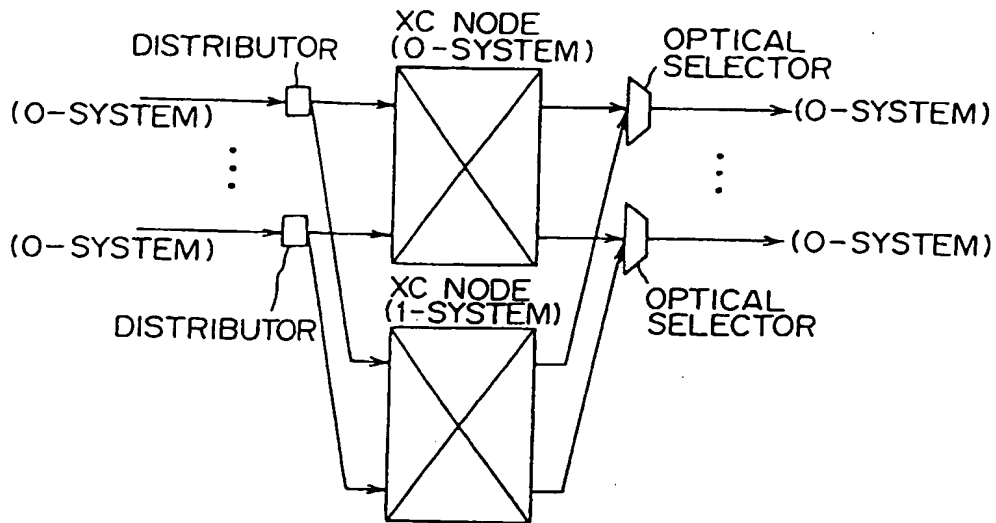 XC NODE
(0-SYSTEM)
DISTRIBUTOR
OPTICAL
SELECTOR
(0-SYSTEM)
(0-SYSTEM)
(0-SYSTEM)
(0-SYSTEM)
XC NODE
(1-SYSTEM)
DISTRIBUTOR
OPTICAL
SELECTOR